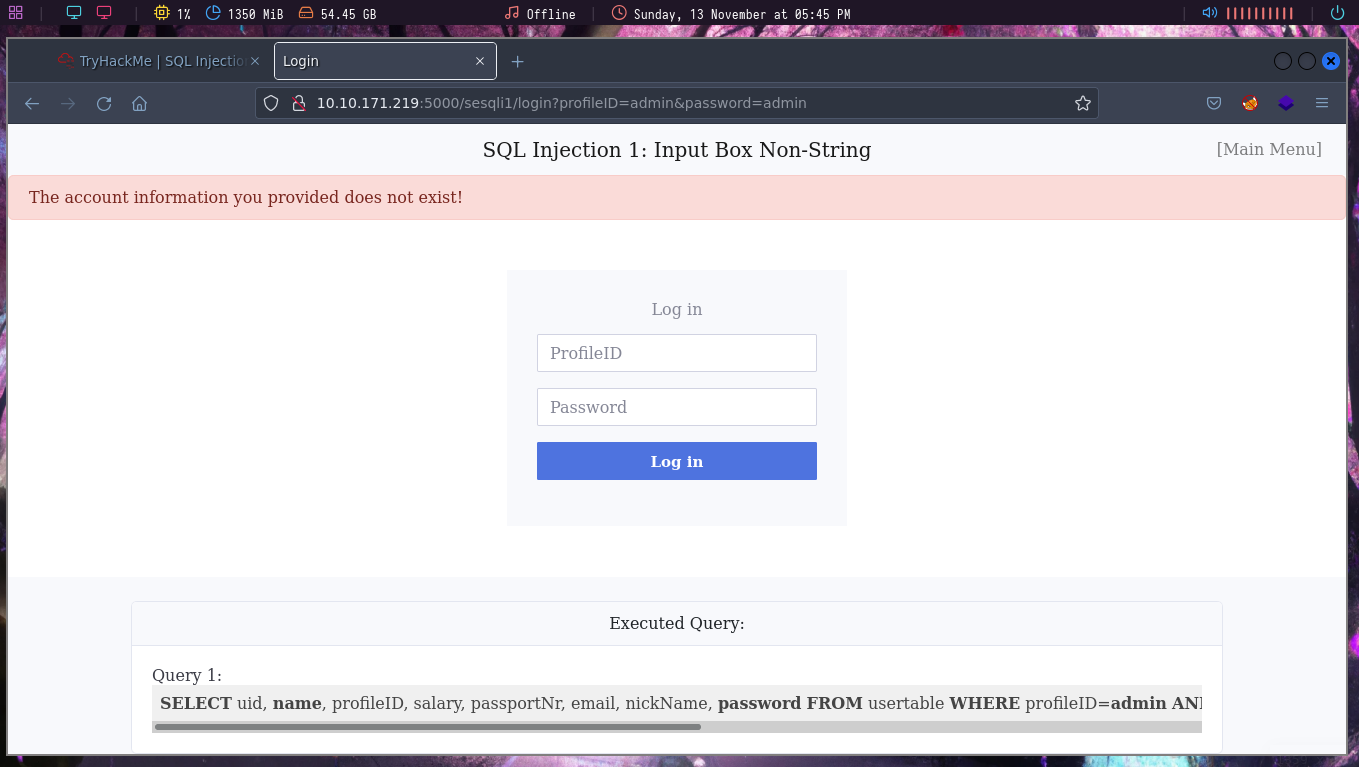 1% 1350 MiB 54.45 GB Offline Sunday, 13 November at 05:45 PM
TryHackMe | SQL Injectio Login
10.10.171.219:5000/sesqli1/login?profileID=admin&password=admin
SQL Injection 1: Input Box Non-String [Main Menu]
The account information you provided does not exist!
Log in
ProfileID
Password
Log in
Executed Query:
Query 1:
SELECT uid, name, profileID, salary, passportNr, email, nickName, password FROM usertable WHERE profileID=admin AN